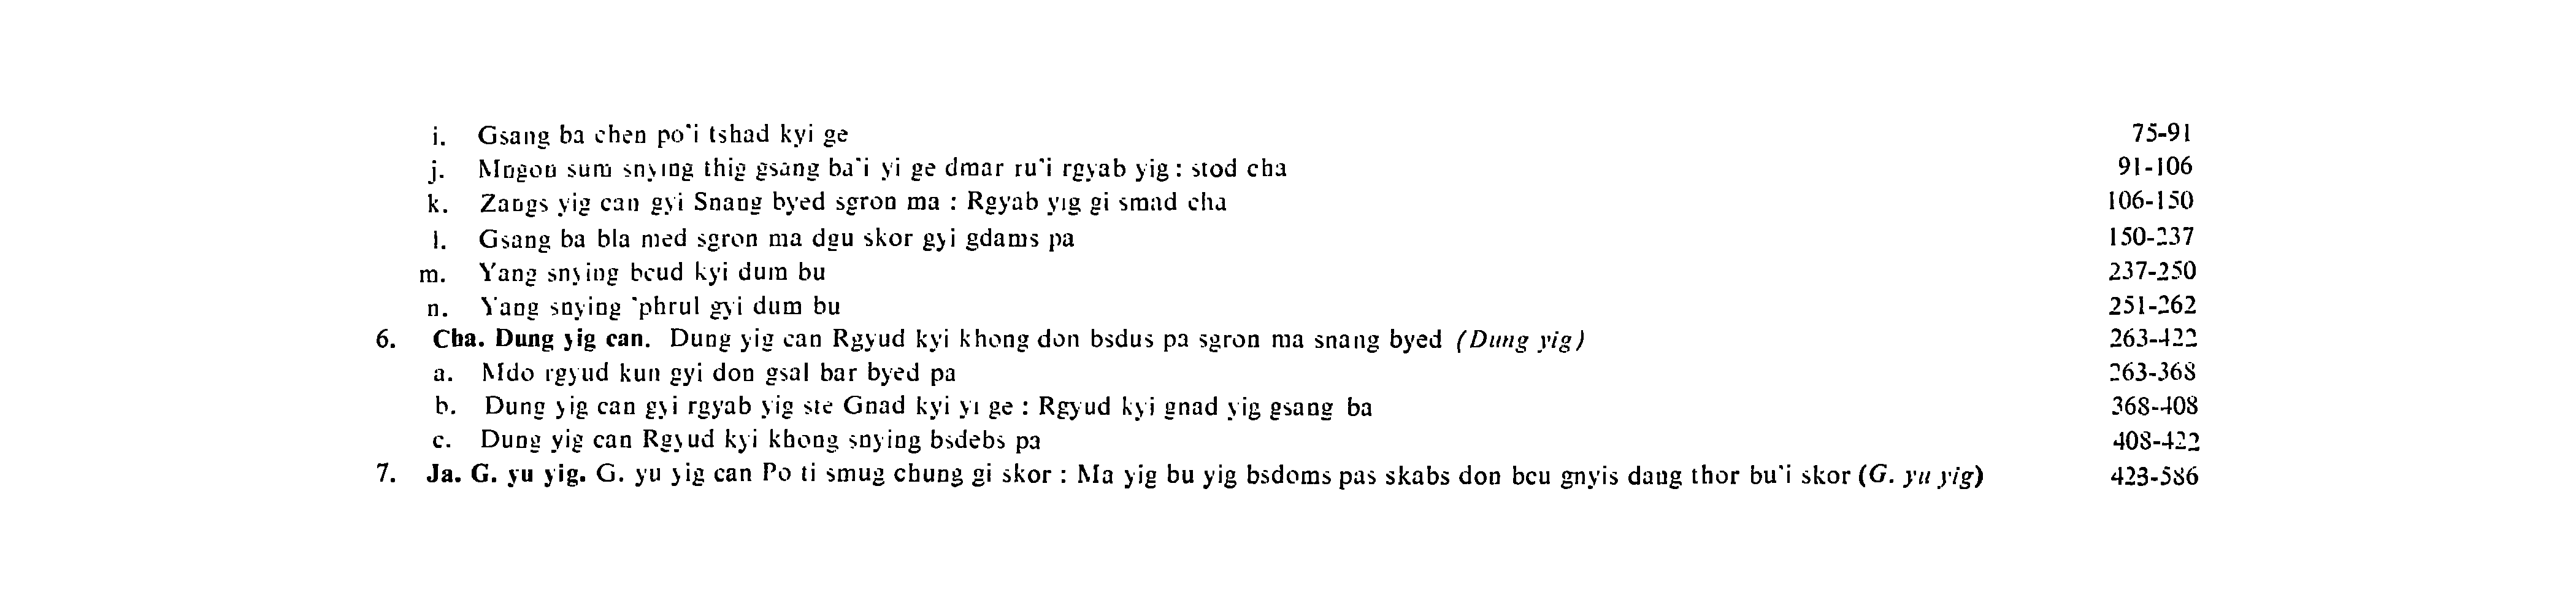 i. Gsang ba chen po'i tshad kyi ge 75-91
j. Mngon sum snying thig gsang ba'i yi ge dmar ru'i rgyab yig : stod cha 91-106
k. Zangs yig can gyi Snang byed sgron ma : Rgyab yig gi smad cha 106-150
l. Gsang ba bla med sgron ma dgu skor gyi gdams pa 150-237
m. Yang snying bcud kyi dum bu 237-250
n. Yang snying 'phrul gyi dum bu 251-262
6. Cha. Dung yig can. Dung yig can Rgyud kyi khong don bsdus pa sgron ma snang byed (Dung yig) 263-422
a. Mdo rgyud kun gyi don gsal bar byed pa 263-368
b. Dung yig can gyi rgyab yig ste Gnad kyi yi ge : Rgyud kyi gnad yig gsang ba 368-408
c. Dung yig can Rgyud kyi khong snying bsdebs pa 408-422
7. Ja. G. yu yig. G. yu yig can Po ti smug chung gi skor : Ma yig bu yig bsdoms pas skabs don bcu gnyis dang thor bu'i skor (G. yu yig) 423-586